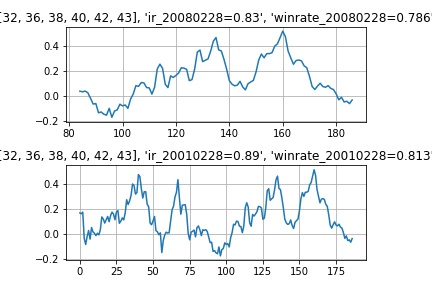 [32, 36, 38, 40, 42, 43], 'ir_20080228=0.83', 'winrate_20080228=0.786'
0.4
0.2
0.0
−0.2
80 100 120 140 160 180
[32, 36, 38, 40, 42, 43], 'ir_20010228=0.89', 'winrate_20010228=0.813'
0.4
0.2
0.0
−0.2
0 25 50 75 100 125 150 175